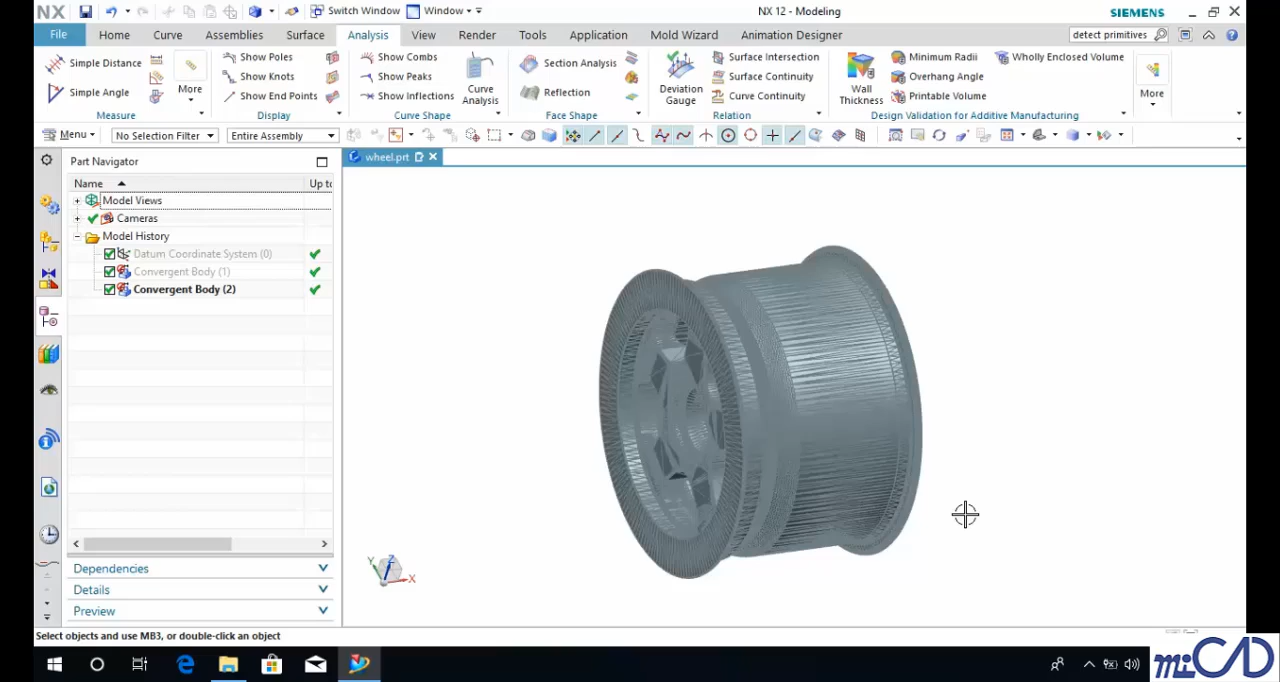 NX Switch Window Window NX 12 - Modeling SIEMENS
File Home Curve Assemblies Surface Analysis View Render Tools Application Mold Wizard Animation Designer detect primitives
Simple Distance Show Poles Show Combs Section Analysis Surface Intersection Minimum Radii Wholly Enclosed Volume
Show Knots Show Peaks Surface Continuity Overhang Angle
Simple Angle More Show End Points Show Inflections Curve Analysis Reflection Deviation Gauge Curve Continuity Wall Thickness Printable Volume More
Measure Display Curve Shape Face Shape Relation Design Validation for Additive Manufacturing
Menu No Selection Filter Entire Assembly
Part Navigator
wheel.prt
Name Up to
Model Views
Cameras
Model History
Datum Coordinate System (0)
Convergent Body (1)
Convergent Body (2)
Y Z X
Dependencies
Details
Preview
Select objects and use MB3, or double-click an object
miCAD